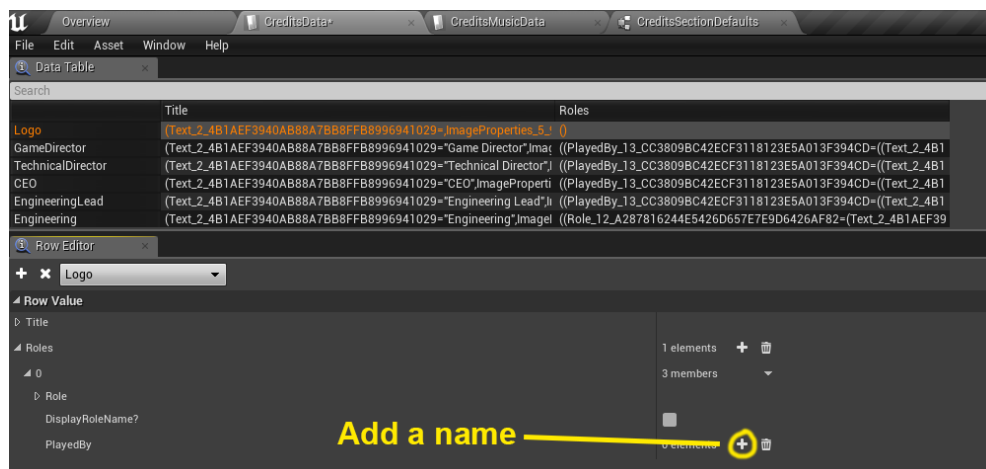 Overview CreditsData• CreditsMusicData CreditsSectionDefaults
File Edit Asset Window Help
Data Table
Search
Title Roles
Logo (Text_2_4B1AEF3940AB88A7BB8FFB8996941029=,ImageProperties_5_ ()
GameDirector (Text_2_4B1AEF3940AB88A7BB8FFB8996941029="Game Director",Imag ((PlayedBy_13_CC3809BC42ECF3118123E5A013F394CD=((Text_2_4B1
TechnicalDirector (Text_2_4B1AEF3940AB88A7BB8FFB8996941029="Technical Director",I ((PlayedBy_13_CC3809BC42ECF3118123E5A013F394CD=((Text_2_4B1
CEO (Text_2_4B1AEF3940AB88A7BB8FFB8996941029="CEO",ImageProperti ((PlayedBy_13_CC3809BC42ECF3118123E5A013F394CD=((Text_2_4B1
EngineeringLead (Text_2_4B1AEF3940AB88A7BB8FFB8996941029="Engineering Lead",I ((PlayedBy_13_CC3809BC42ECF3118123E5A013F394CD=((Text_2_4B1
Engineering (Text_2_4B1AEF3940AB88A7BB8FFB8996941029="Engineering",Imagel ((Role_12_A287816244E5426D657E7E9D6426AF82=(Text_2_4B1AEF39
Row Editor
Logo
Row Value
Title
Roles 1 elements
0 3 members
Role
DisplayRoleName?
Add a name
PlayedBy 0 elements